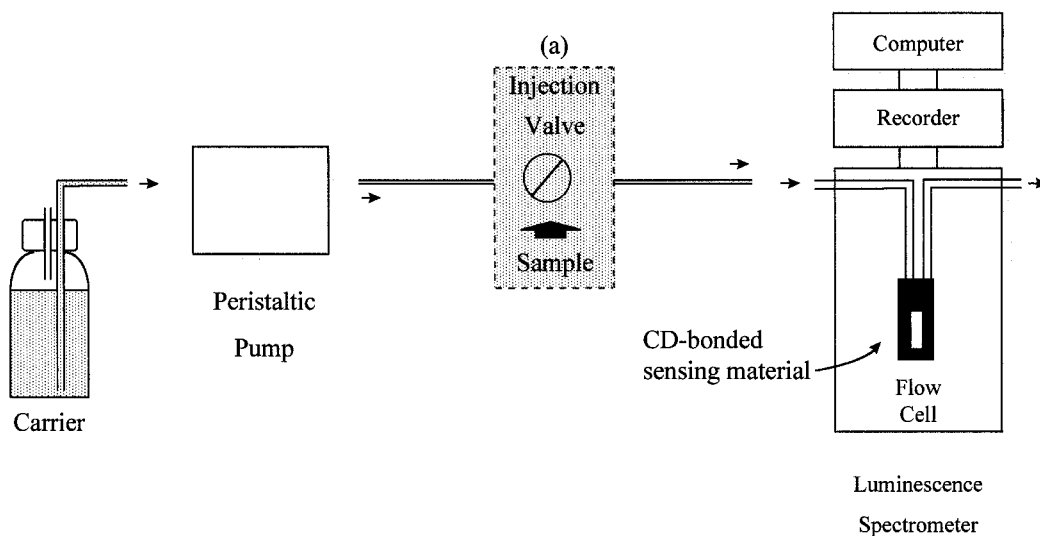 (a)
Injection
Valve
Sample
Computer
Recorder
Peristaltic
Pump
CD-bonded
sensing material
Flow
Cell
Carrier
Luminescence
Spectrometer